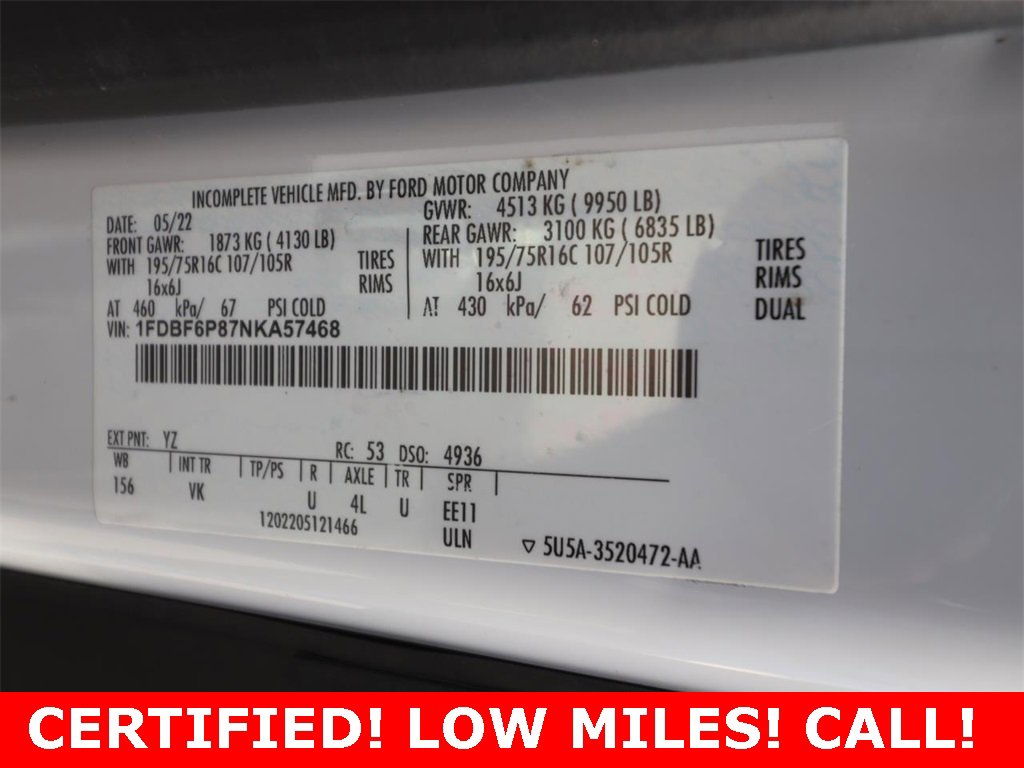 INCOMPLETE VEHICLE MFD. BY FORD MOTOR COMPANY
DATE: 05/22
GVWR: 4513 KG ( 9950 LB)
FRONT GAWR: 1873 KG ( 4130 LB)
REAR GAWR: 3100 KG ( 6835 LB)
WITH 195/75R16C 107/105R TIRES
WITH 195/75R16C 107/105R TIRES
16x6J RIMS
16x6J RIMS
AT 460 kPa/ 67 PSI COLD
AT 430 kPa/ 62 PSI COLD DUAL
VIN: 1FDBF6P87NKA57468
EXT PNT: YZ RC: 53 DSO: 4936
WB INT TR TP/PS R AXLE TR SPR
156 VK U 4L U EE11
1202205121466 ULN
5U5A-3520472-AA
CERTIFIED! LOW MILES! CALL!